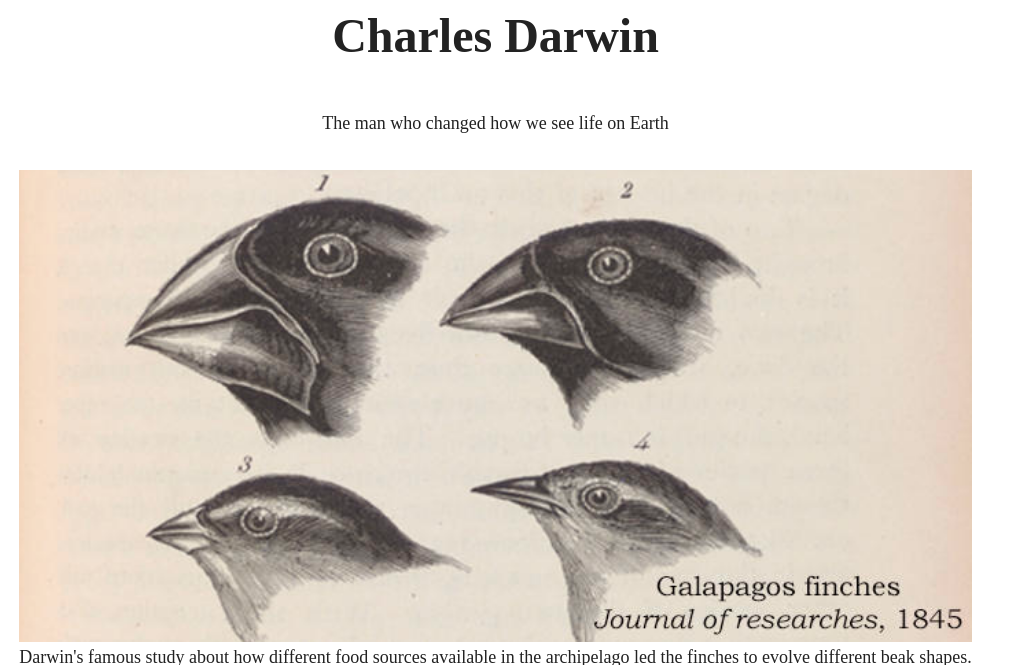 Charles Darwin
The man who changed how we see life on Earth
1
2
3
4
Galapagos finches
Journal of researches, 1845
Darwin's famous study about how different food sources available in the archipelago led the finches to evolve different beak shapes.